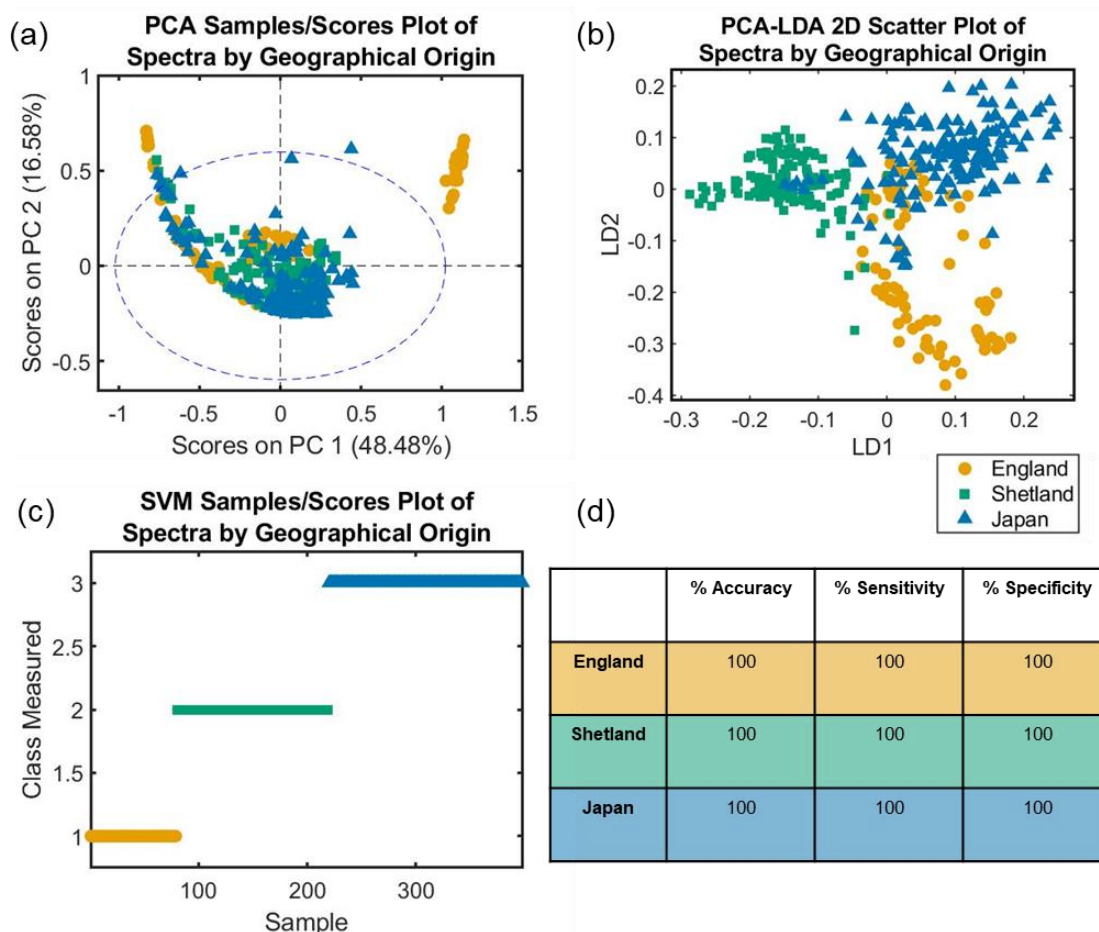 (a)
PCA Samples/Scores Plot of
Spectra by Geographical Origin
Scores on PC 2 (16.58%)
1
0.5
0
-0.5
-1
-0.5
0
0.5
1
1.5
Scores on PC 1 (48.48%)
(b)
PCA-LDA 2D Scatter Plot of
Spectra by Geographical Origin
LD2
0.2
0.1
0
-0.1
-0.2
-0.3
-0.4
-0.3
-0.2
-0.1
0
0.1
0.2
LD1
England
Shetland
Japan
(c)
SVM Samples/Scores Plot of
Spectra by Geographical Origin
Class Measured
3
2.5
2
1.5
1
100
200
300
Sample
(d)
% Accuracy % Sensitivity % Specificity
England 100 100 100
Shetland 100 100 100
Japan 100 100 100